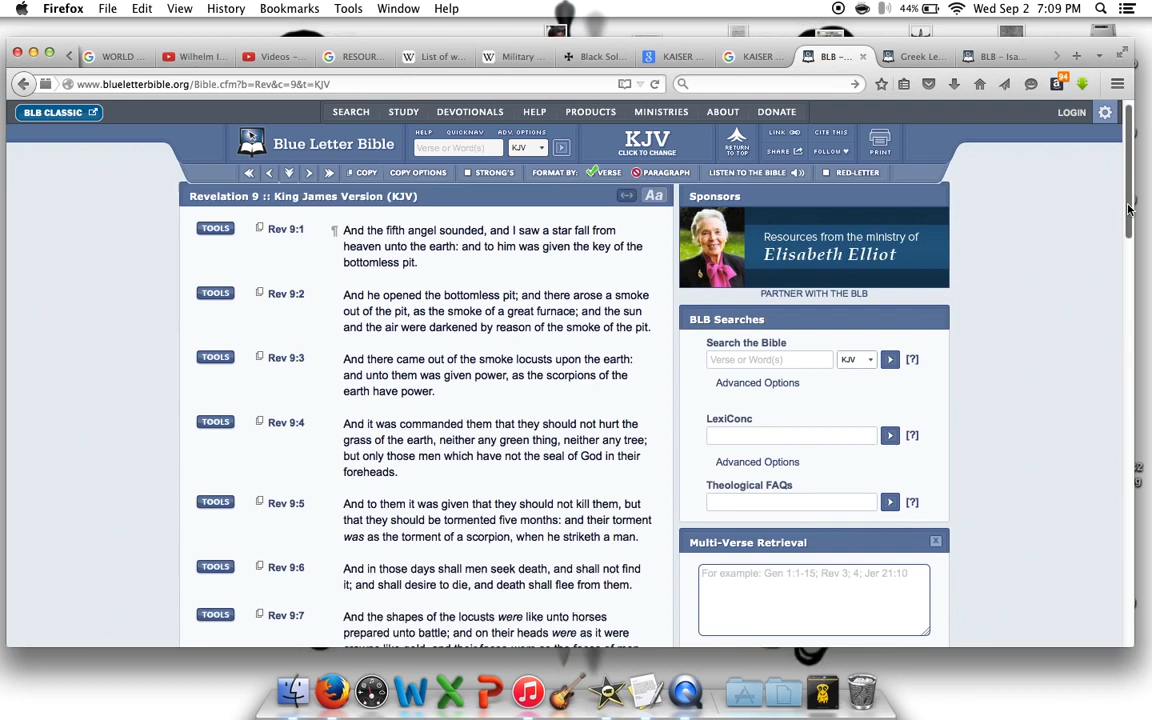 Firefox File Edit View History Bookmarks Tools Window Help 44% Wed Sep 2 7:09 PM
WORLD ... Wilhelm I... Videos –... RESOUR... List of w... Military ... Black Sol... KAISER ... KAISER ... BLB –... Greek Le... BLB – Isa...
www.blueletterbible.org/Bible.cfm?b=Rev&c=9&t=KJV 94
BLB CLASSIC SEARCH STUDY DEVOTIONALS HELP PRODUCTS MINISTRIES ABOUT DONATE LOGIN
Blue Letter Bible
HELP QUICKNAV ADV. OPTIONS
Verse or Word(s) KJV
KJV
CLICK TO CHANGE
RETURN
TO TOP
LINK CITE THIS
SHARE FOLLOW
PRINT
COPY COPY OPTIONS STRONG'S FORMAT BY: VERSE PARAGRAPH LISTEN TO THE BIBLE RED-LETTER
Revelation 9 :: King James Version (KJV) Aa
TOOLS Rev 9:1 ¶ And the fifth angel sounded, and I saw a star fall from
heaven unto the earth: and to him was given the key of the
bottomless pit.
TOOLS Rev 9:2 And he opened the bottomless pit; and there arose a smoke
out of the pit, as the smoke of a great furnace; and the sun
and the air were darkened by reason of the smoke of the pit.
TOOLS Rev 9:3 And there came out of the smoke locusts upon the earth:
and unto them was given power, as the scorpions of the
earth have power.
TOOLS Rev 9:4 And it was commanded them that they should not hurt the
grass of the earth, neither any green thing, neither any tree;
but only those men which have not the seal of God in their
foreheads.
TOOLS Rev 9:5 And to them it was given that they should not kill them, but
that they should be tormented five months: and their torment
was as the torment of a scorpion, when he striketh a man.
TOOLS Rev 9:6 And in those days shall men seek death, and shall not find
it; and shall desire to die, and death shall flee from them.
TOOLS Rev 9:7 And the shapes of the locusts were like unto horses
prepared unto battle; and on their heads were as it were
crowns like gold, and their faces were as the faces of men.
Sponsors
Resources from the ministry of
Elisabeth Elliot
PARTNER WITH THE BLB
BLB Searches
Search the Bible
Verse or Word(s) KJV [?]
Advanced Options
LexiConc
[?]
Advanced Options
Theological FAQs
[?]
Multi-Verse Retrieval
For example: Gen 1:1-15; Rev 3; 4; Jer 21:10